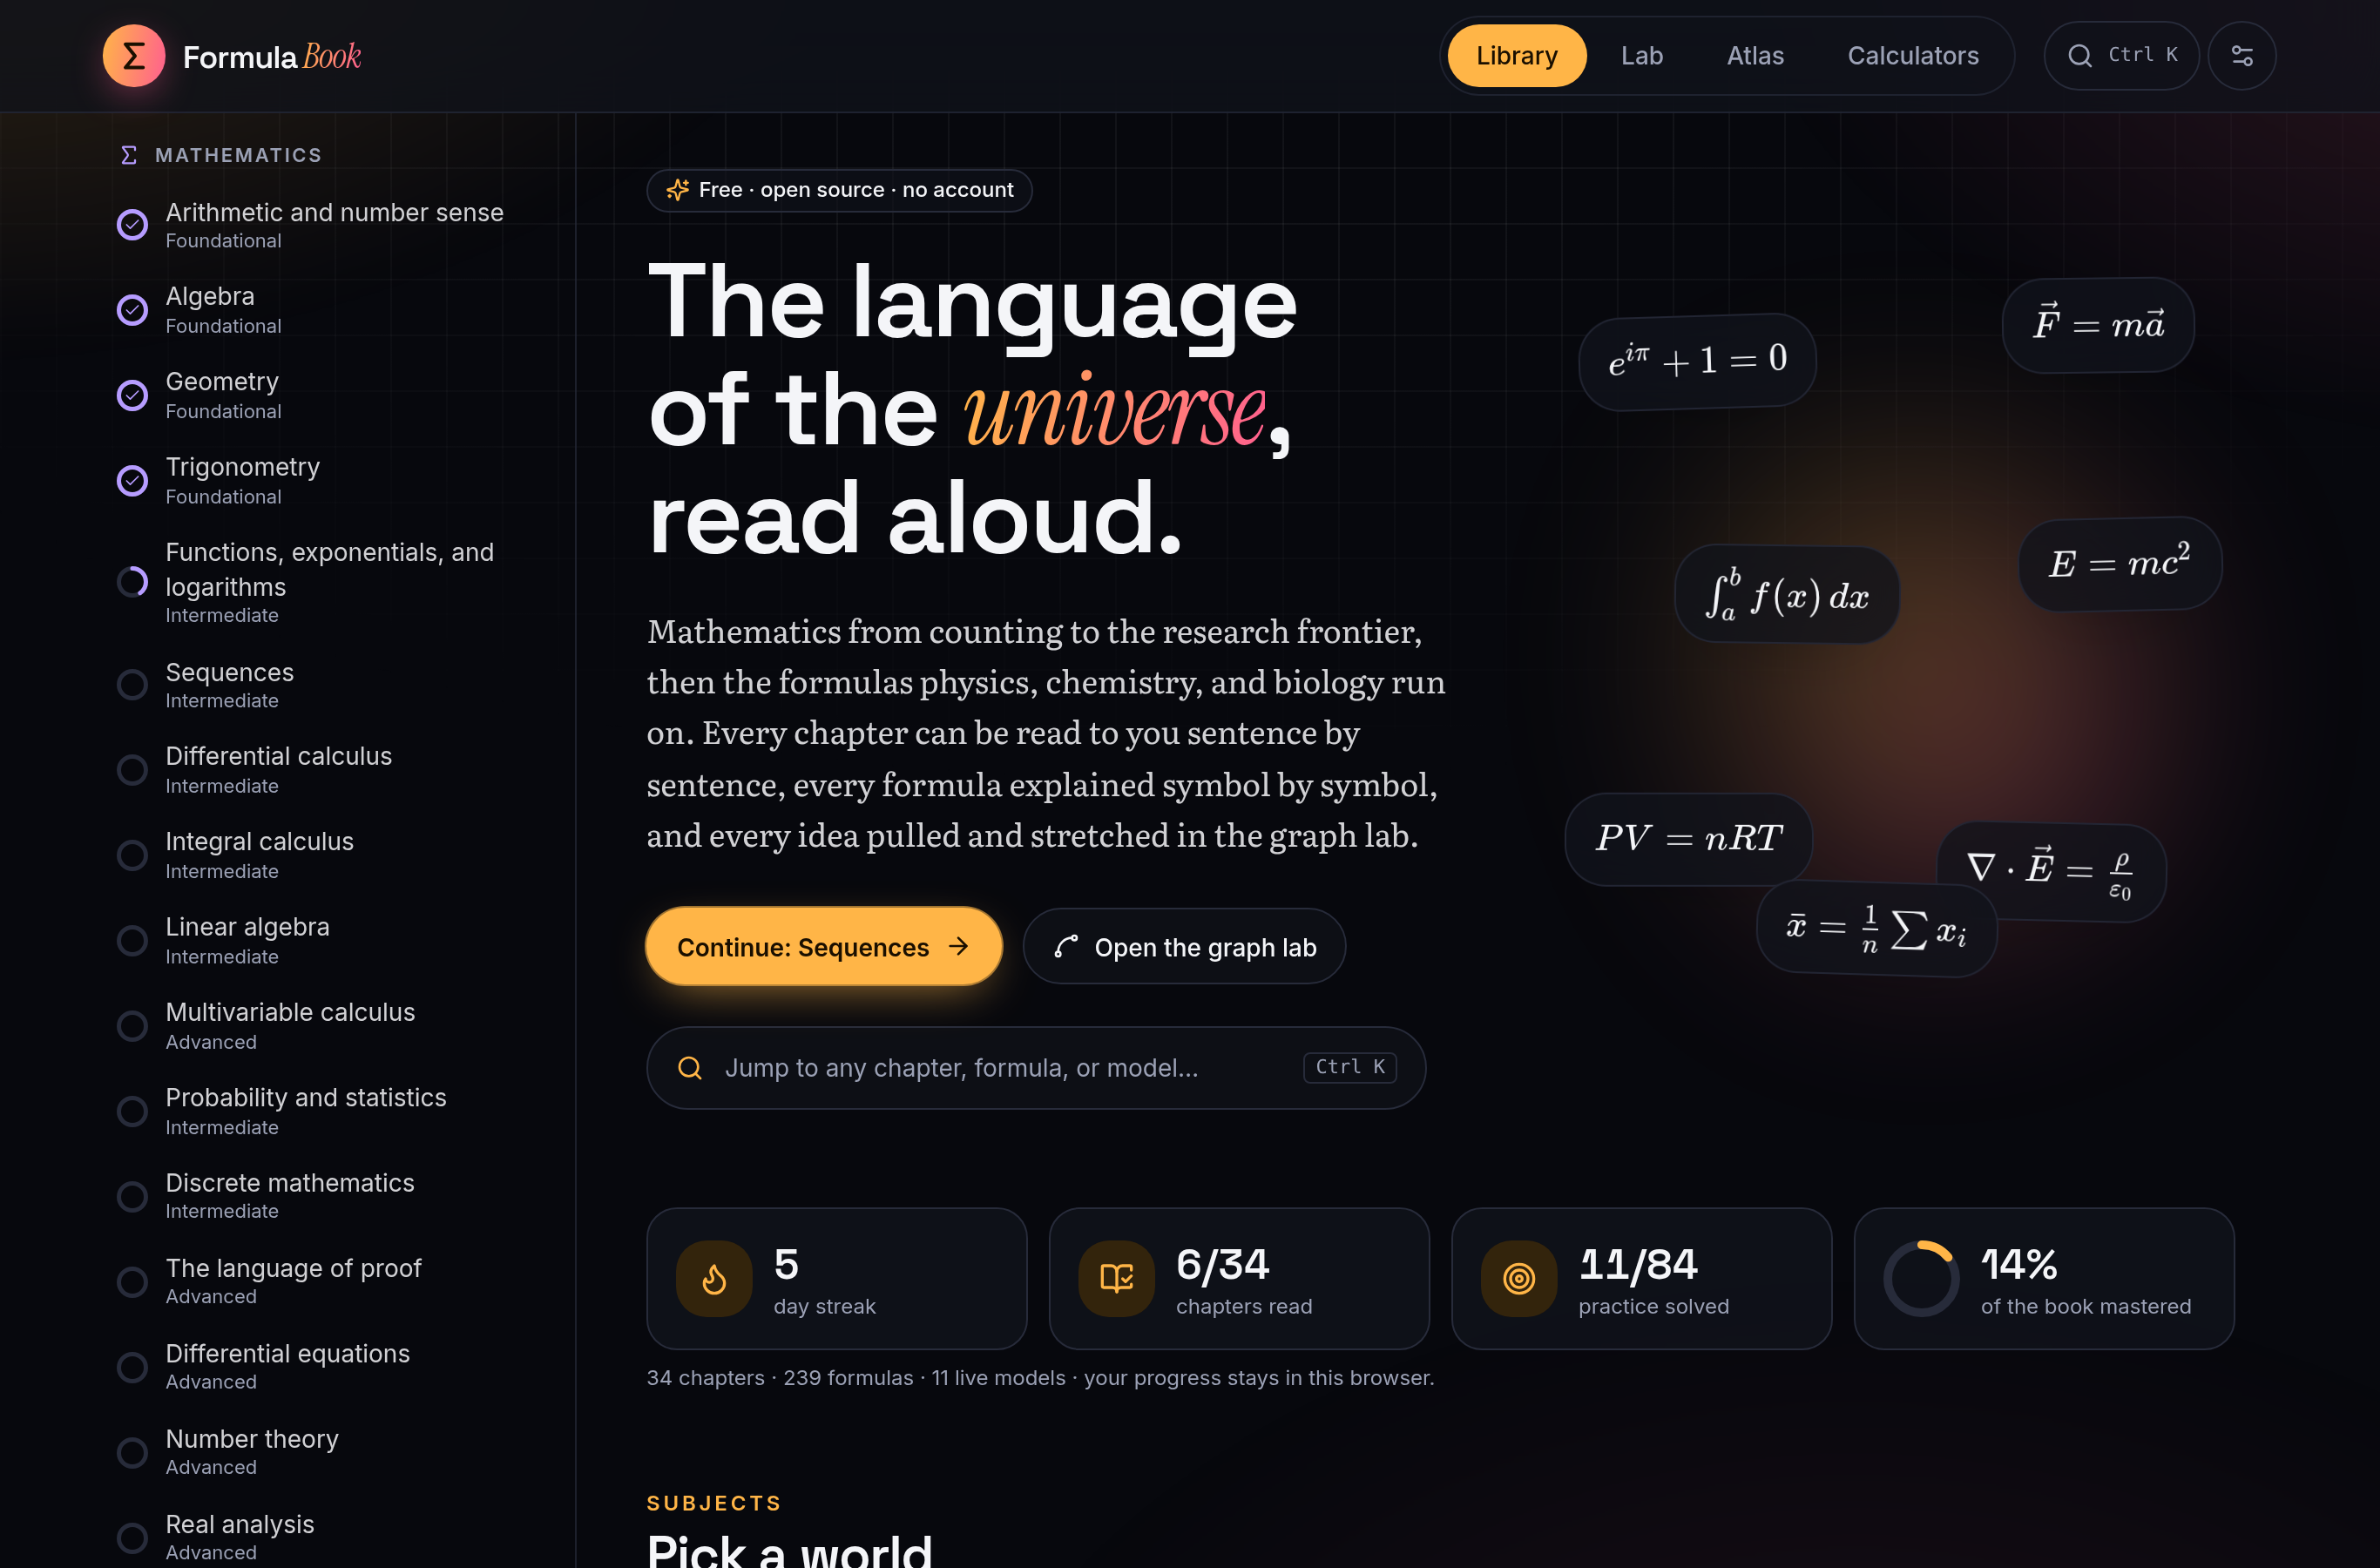 Σ Formula Book
Library Lab Atlas Calculators Ctrl K
Σ MATHEMATICS
Arithmetic and number sense
Foundational
Algebra
Foundational
Geometry
Foundational
Trigonometry
Foundational
Functions, exponentials, and
logarithms
Intermediate
Sequences
Intermediate
Differential calculus
Intermediate
Integral calculus
Intermediate
Linear algebra
Intermediate
Multivariable calculus
Advanced
Probability and statistics
Intermediate
Discrete mathematics
Intermediate
The language of proof
Advanced
Differential equations
Advanced
Number theory
Advanced
Real analysis
Advanced
Free · open source · no account
The language
of the universe,
read aloud.
Mathematics from counting to the research frontier,
then the formulas physics, chemistry, and biology run
on. Every chapter can be read to you sentence by
sentence, every formula explained symbol by symbol,
and every idea pulled and stretched in the graph lab.
Continue: Sequences →
Open the graph lab
Jump to any chapter, formula, or model... Ctrl K
e^{iπ} + 1 = 0
F⃗ = ma⃗
∫_a^b f(x) dx
E = mc²
PV = nRT
∇ · E⃗ = ρ/ε₀
x̄ = 1/n ∑ xᵢ
5
day streak
6/34
chapters read
11/84
practice solved
14%
of the book mastered
34 chapters · 239 formulas · 11 live models · your progress stays in this browser.
SUBJECTS
Pick a world